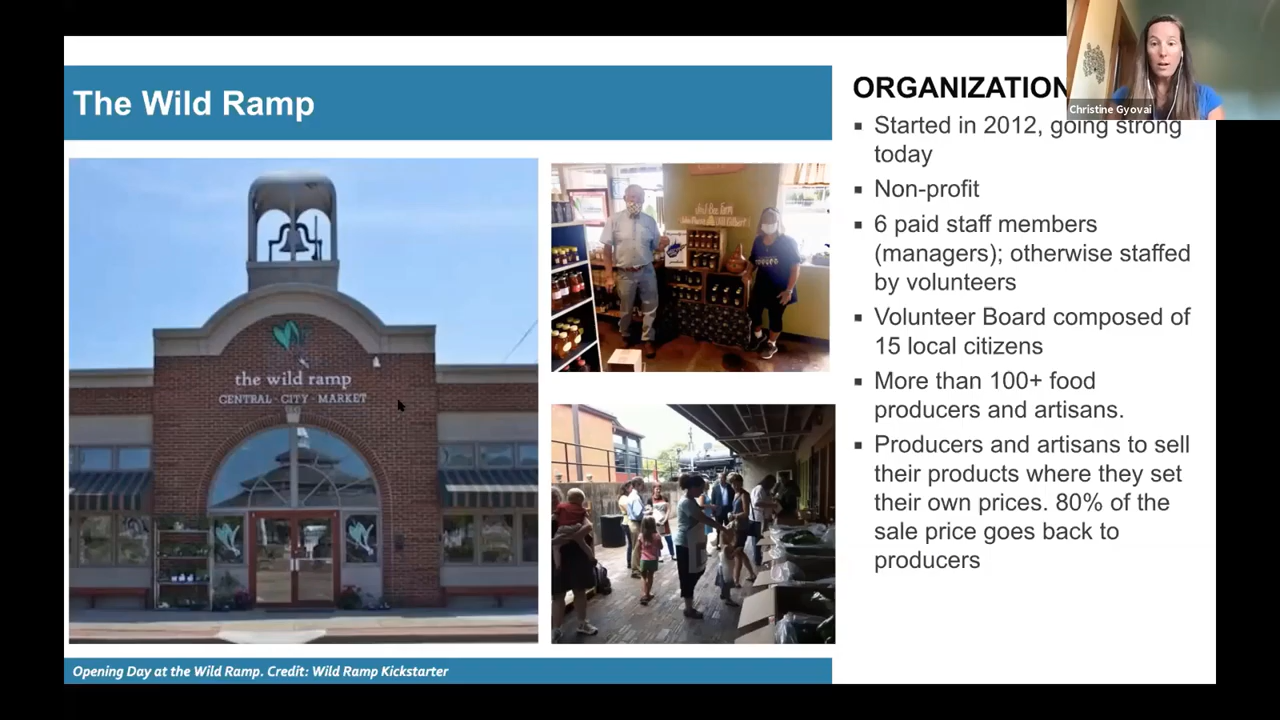 The Wild Ramp
the wild ramp
CENTRAL · CITY · MARKET
Opening Day at the Wild Ramp. Credit: Wild Ramp Kickstarter
ORGANIZATION
▪ Started in 2012, going strong
today
▪ Non-profit
▪ 6 paid staff members
(managers); otherwise staffed
by volunteers
▪ Volunteer Board composed of
15 local citizens
▪ More than 100+ food
producers and artisans.
▪ Producers and artisans to sell
their products where they set
their own prices. 80% of the
sale price goes back to
producers
Christine Gyovai